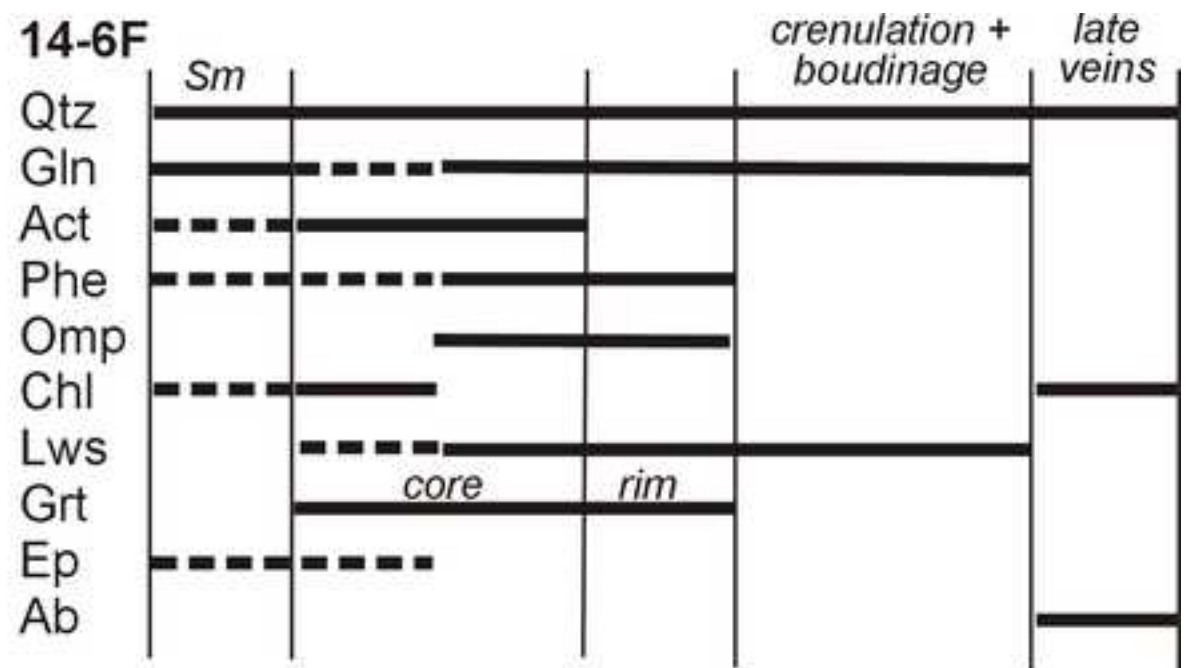 14-6F
Sm
crenulation +
boudinage
late
veins
Qtz
Gln
Act
Phe
Omp
Chl
Lws
core
rim
Grt
Ep
Ab